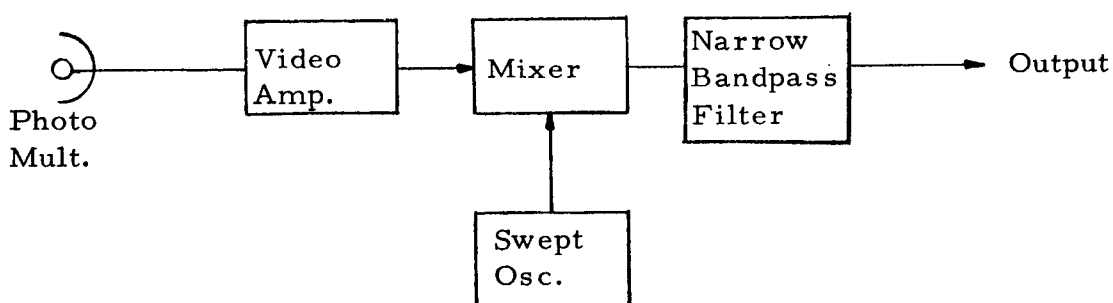 Photo
Mult.
Video
Amp.
Mixer
Narrow
Bandpass
Filter
Output
Swept
Osc.